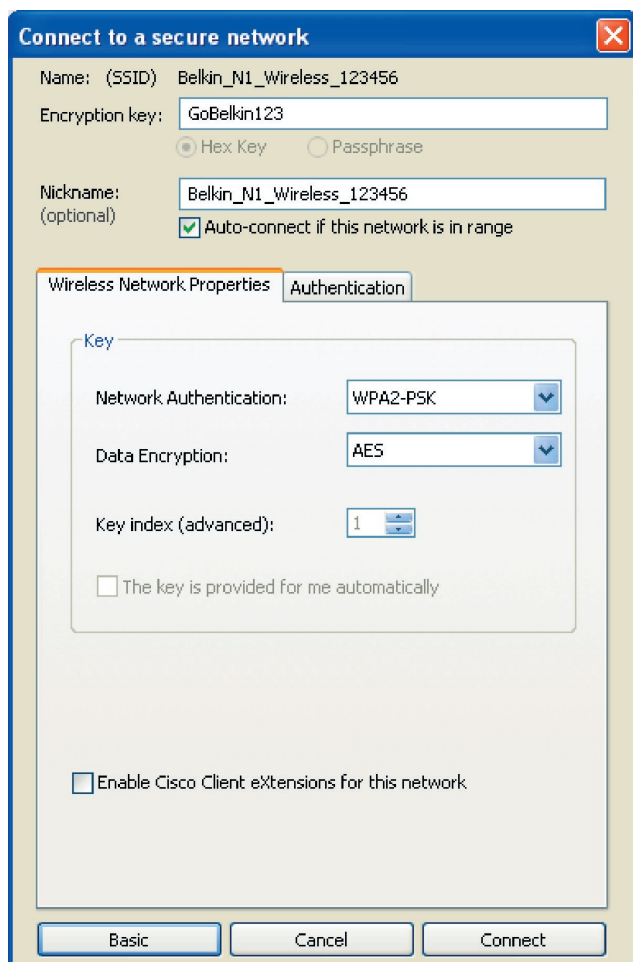 Connect to a secure network
Name: (SSID) Belkin_N1_Wireless_123456
Encryption key: GoBelkin123
Hex Key Passphrase
Nickname: Belkin_N1_Wireless_123456
(optional)
Auto-connect if this network is in range
Wireless Network Properties Authentication
Key
Network Authentication: WPA2-PSK
Data Encryption: AES
Key index (advanced): 1
The key is provided for me automatically
Enable Cisco Client eXtensions for this network
Basic Cancel Connect